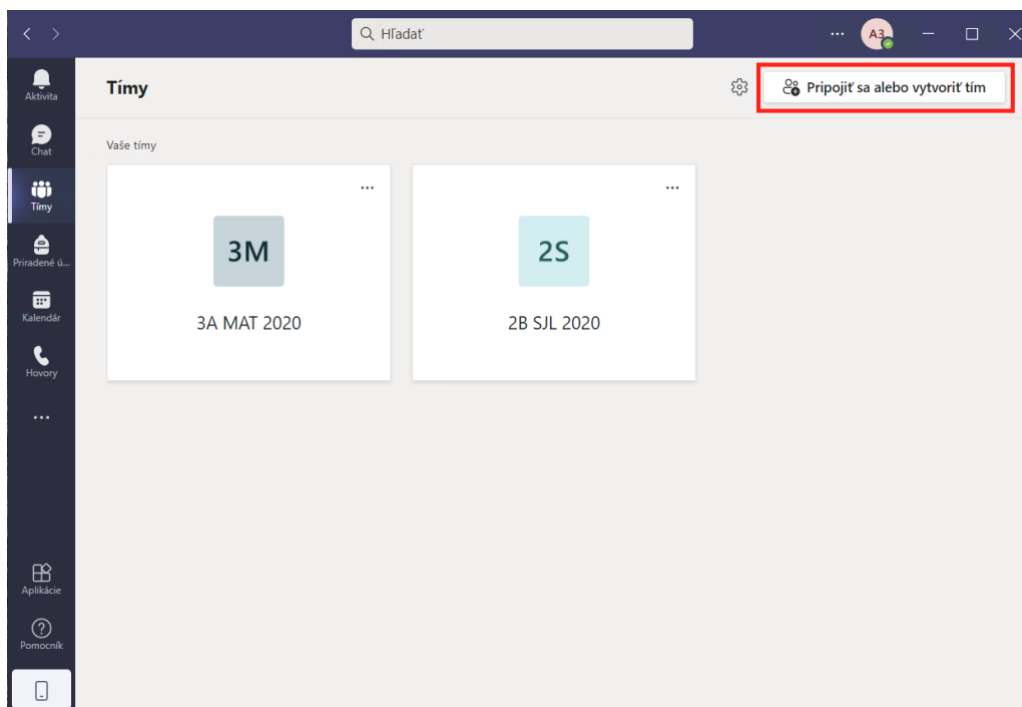 Hľadať
A3
Aktivita
Tímy
Pripojiť sa alebo vytvoriť tím
Chat
Vaše tímy
Tímy
3M
2S
Priradené ú...
3A MAT 2020
2B SJL 2020
Kalendár
Hovory
Aplikácie
Pomocník